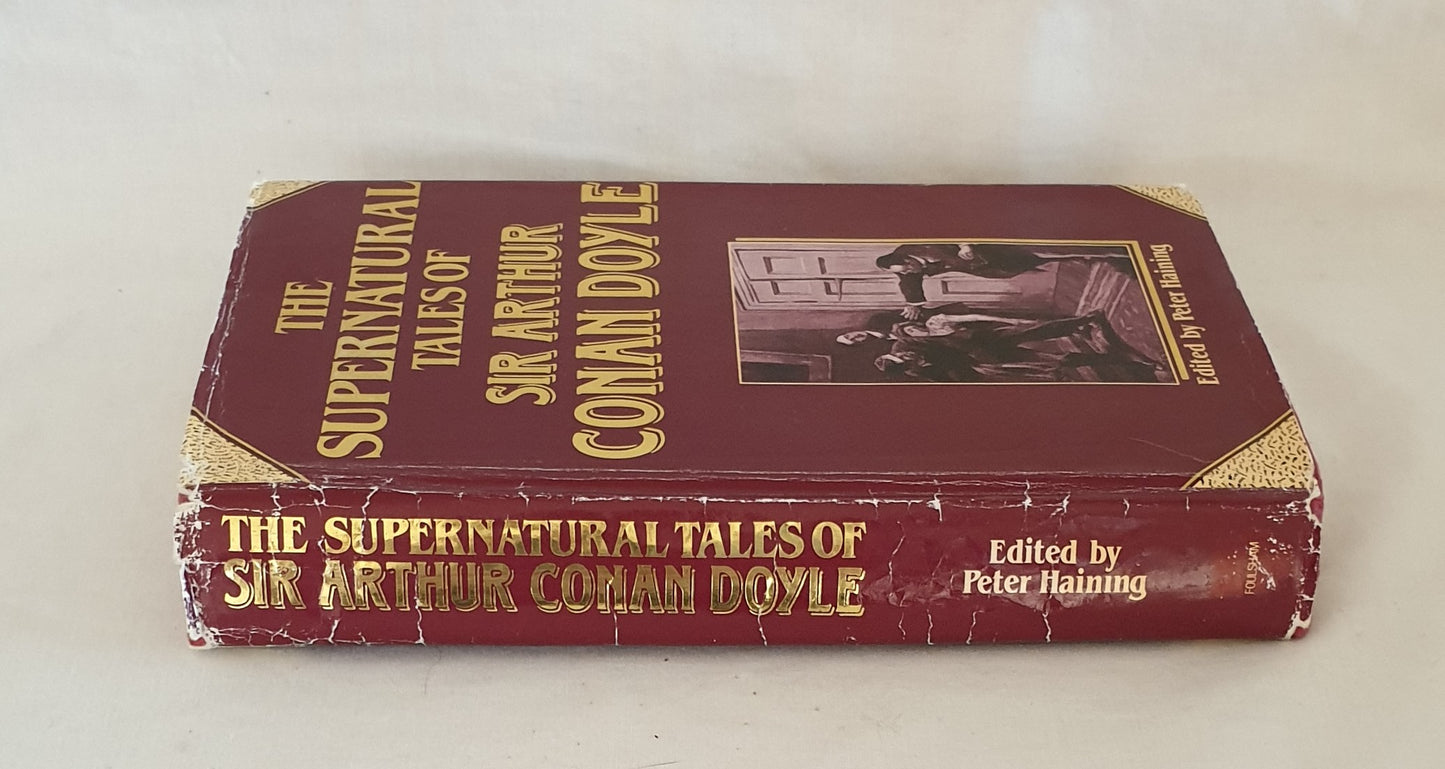 THE
SUPERNATURAL
TALES OF
SIR ARTHUR
CONAN DOYLE
Edited by Peter Haining
THE SUPERNATURAL TALES OF
SIR ARTHUR CONAN DOYLE
Edited by
Peter Haining
FOULSHAM